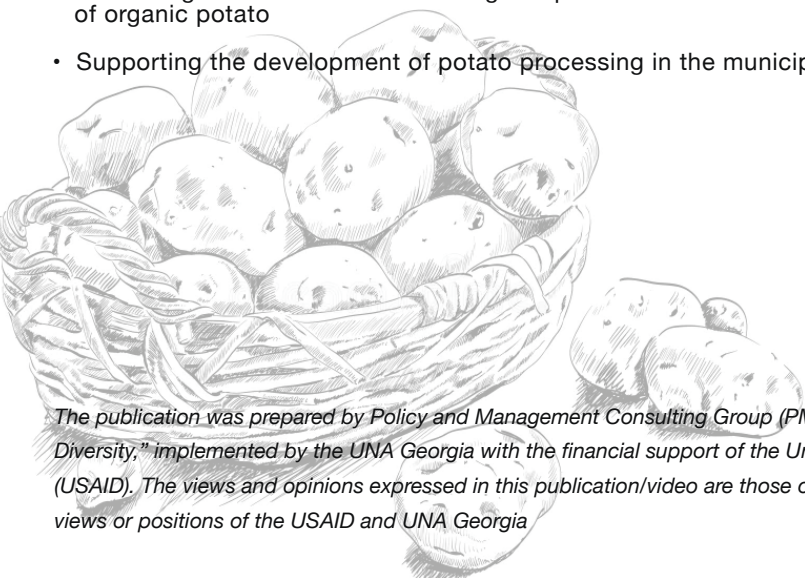 of organic potato
• Supporting the development of potato processing in the municip
The publication was prepared by Policy and Management Consulting Group (PM
Diversity,” implemented by the UNA Georgia with the financial support of the Un
(USAID). The views and opinions expressed in this publication/video are those o
views or positions of the USAID and UNA Georgia